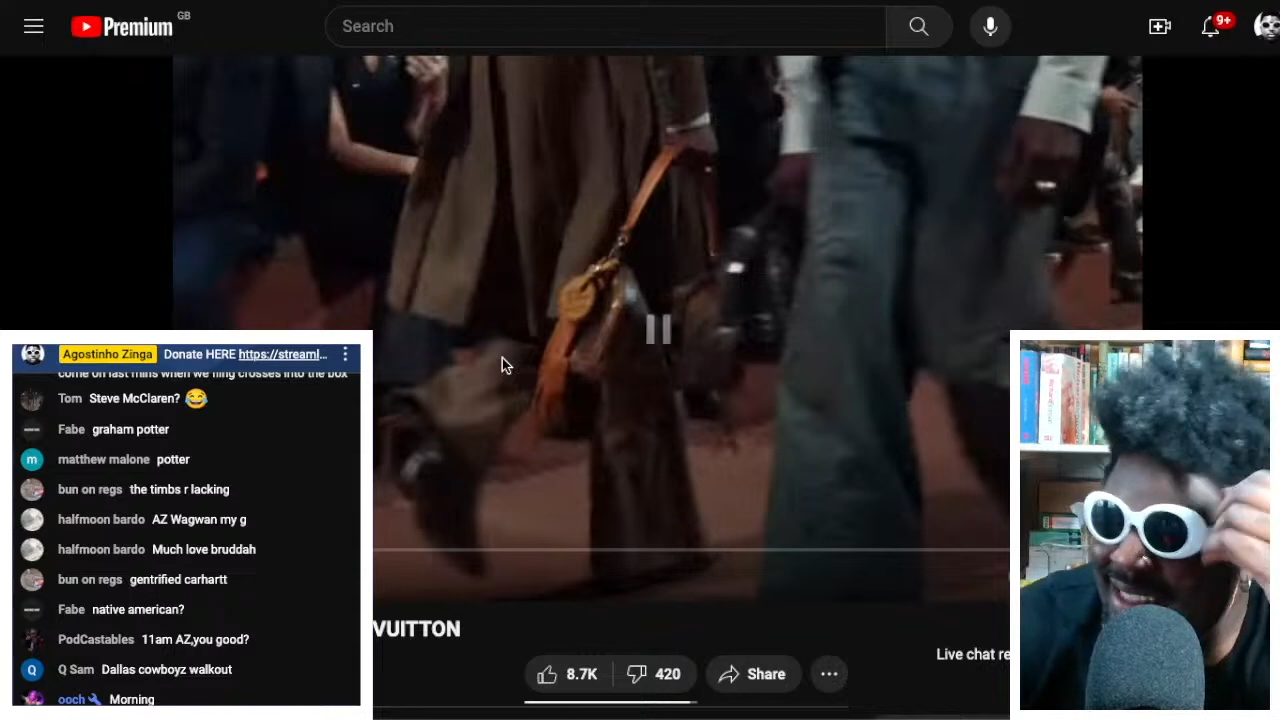 Premium GB
Search
9+
Agostinho Zinga Donate HERE https://streaml...
come on last mins when we fling crosses into the box
Tom Steve McClaren? 😂
Fabe graham potter
m matthew malone potter
bun on regs the timbs r lacking
halfmoon bardo AZ Wagwan my g
halfmoon bardo Much love bruddah
bun on regs gentrified carhartt
Fabe native american?
PodCastables 11am AZ,you good?
Q Q Sam Dallas cowboyz walkout
ooch Morning
VUITTON
Live chat re
8.7K 420 Share